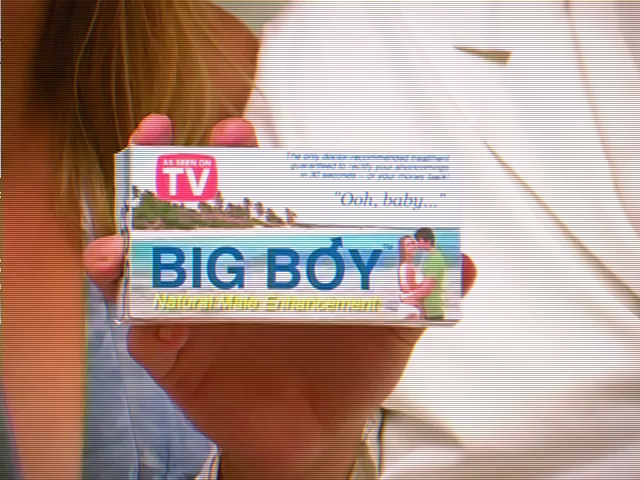 AS SEEN ON
TV
The only doctor-recommended treatment
guaranteed to rectify your shortcomings
in 30 seconds – or your money back!
"Ooh, baby..."
BIG BOY™
Natural Male Enhancement